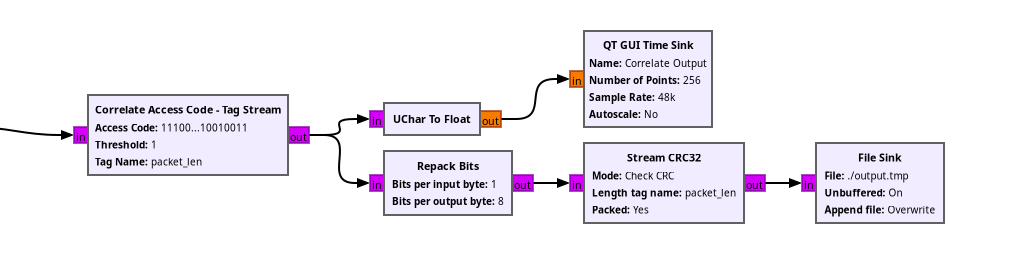 QT GUI Time Sink
Name: Correlate Output
in
Number of Points: 256
Sample Rate: 48k
Autoscale: No
Correlate Access Code - Tag Stream
Access Code: 11100...10010011
in
out
Threshold: 1
Tag Name: packet_len
in
UChar To Float
out
Repack Bits
in
Bits per input byte: 1
out
Bits per output byte: 8
Stream CRC32
Mode: Check CRC
in
Length tag name: packet_len
out
Packed: Yes
File Sink
File: ./output.tmp
in
Unbuffered: On
Append file: Overwrite